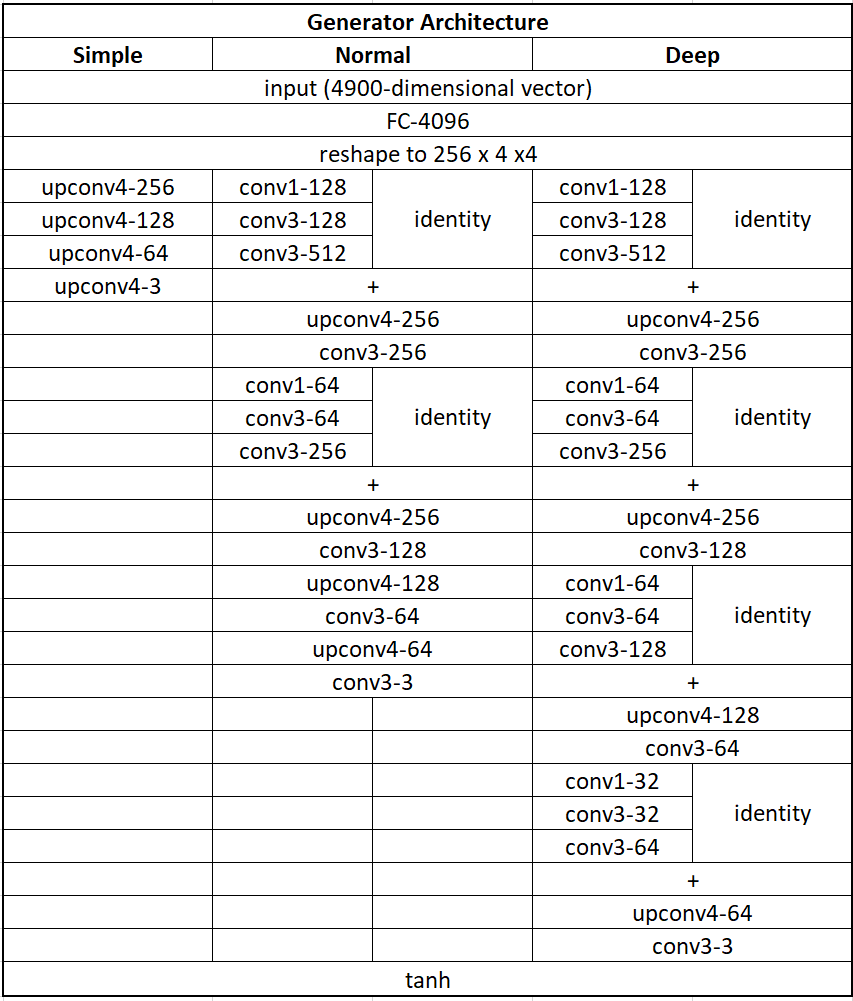 Generator Architecture
Simple Normal Deep
input (4900-dimensional vector)
FC-4096
reshape to 256 x 4 x4
upconv4-256 conv1-128 identity conv1-128 identity
upconv4-128 conv3-128 conv3-128
upconv4-64 conv3-512 conv3-512
upconv4-3 + +
upconv4-256 upconv4-256
conv3-256 conv3-256
conv1-64 identity conv1-64 identity
conv3-64 conv3-64
conv3-256 conv3-256
+ +
upconv4-256 upconv4-256
conv3-128 conv3-128
upconv4-128 conv1-64 identity
conv3-64 conv3-64
upconv4-64 conv3-128
conv3-3 +
upconv4-128
conv3-64
conv1-32 identity
conv3-32
conv3-64
+
upconv4-64
conv3-3
tanh